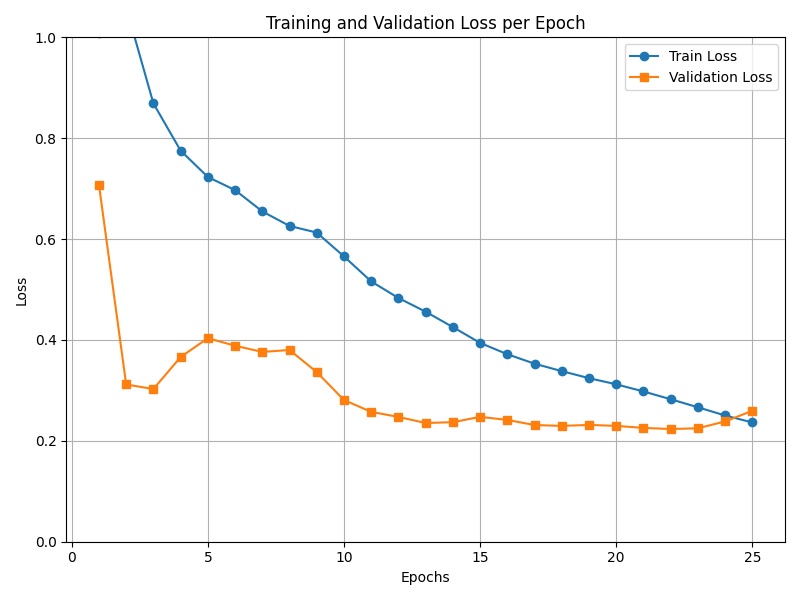 Training and Validation Loss per Epoch
Train Loss
Validation Loss
1.0
0.8
0.6
0.4
0.2
0.0
Loss
0 5 10 15 20 25
Epochs